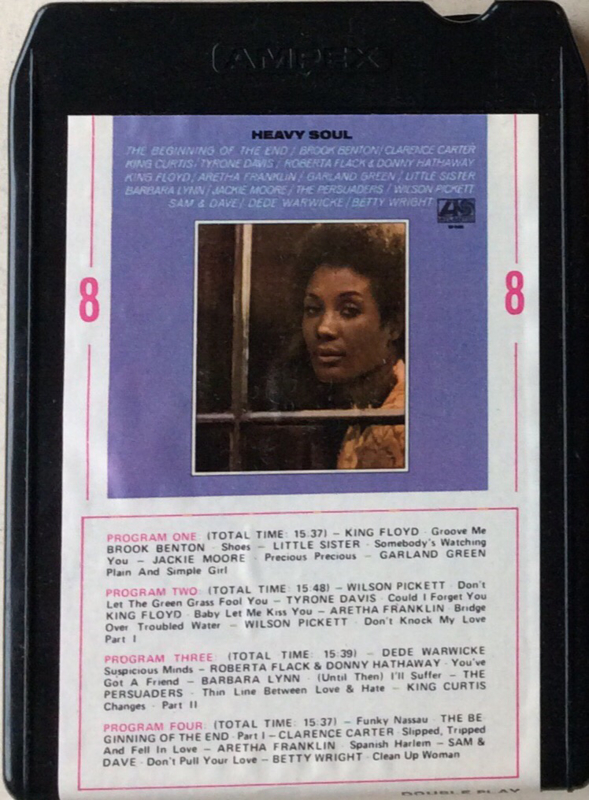 AMPEX
HEAVY SOUL
THE BEGINNING OF THE END / BROOK BENTON / CLARENCE CARTER
KING CURTIS / TYRONE DAVIS / ROBERTA FLACK & DONNY HATHAWAY
KING FLOYD / ARETHA FRANKLIN / GARLAND GREEN / LITTLE SISTER
BARBARA LYNN / JACKIE MOORE / THE PERSUADERS / WILSON PICKETT
SAM & DAVE / DEDE WARWICKE / BETTY WRIGHT
8
8
PROGRAM ONE (TOTAL TIME: 15:37) – KING FLOYD · Groove Me
BROOK BENTON · Shoes – LITTLE SISTER · Somebody's Watching
You – JACKIE MOORE · Precious Precious – GARLAND GREEN
Plain And Simple Girl
PROGRAM TWO (TOTAL TIME: 15:48) – WILSON PICKETT · Don't
Let The Green Grass Fool You – TYRONE DAVIS · Could I Forget You
KING FLOYD · Baby Let Me Kiss You – ARETHA FRANKLIN · Bridge
Over Troubled Water – WILSON PICKETT · Don't Knock My Love
Part I
PROGRAM THREE (TOTAL TIME: 15:39) – DEDE WARWICKE
Suspicious Minds – ROBERTA FLACK & DONNY HATHAWAY · You've
Got A Friend – BARBARA LYNN · (Until Then) I'll Suffer – THE
PERSUADERS · Thin Line Between Love & Hate – KING CURTIS
Changes · Part II
PROGRAM FOUR: (TOTAL TIME: 15:37) – Funky Nassau · THE BE-
GINNING OF THE END · Part I – CLARENCE CARTER · Slipped, Tripped
And Fell In Love – ARETHA FRANKLIN · Spanish Harlem – SAM &
DAVE · Don't Pull Your Love – BETTY WRIGHT · Clean Up Woman
DOUBLE PLAY